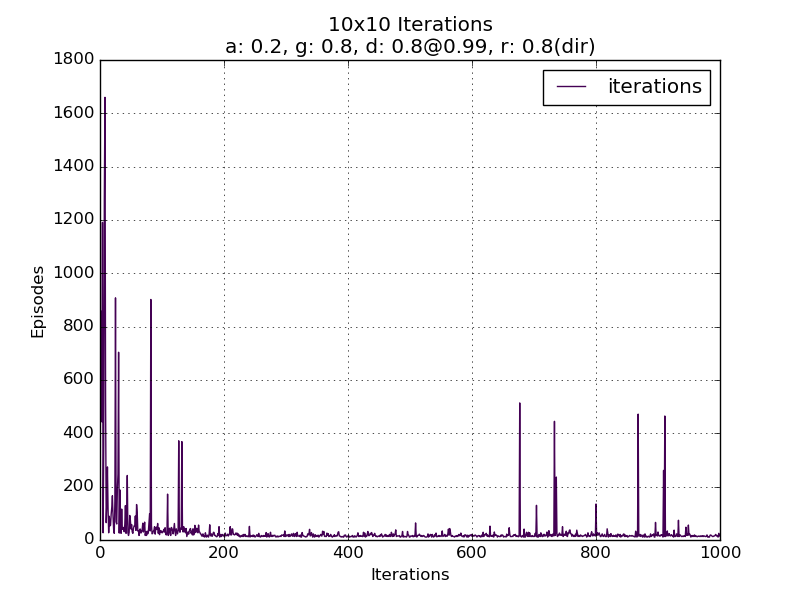 10x10 Iterations
a: 0.2, g: 0.8, d: 0.8@0.99, r: 0.8(dir)
1800
iterations
1600
1400
1200
1000
800
600
400
200
0
Episodes
0 200 400 600 800 1000
Iterations